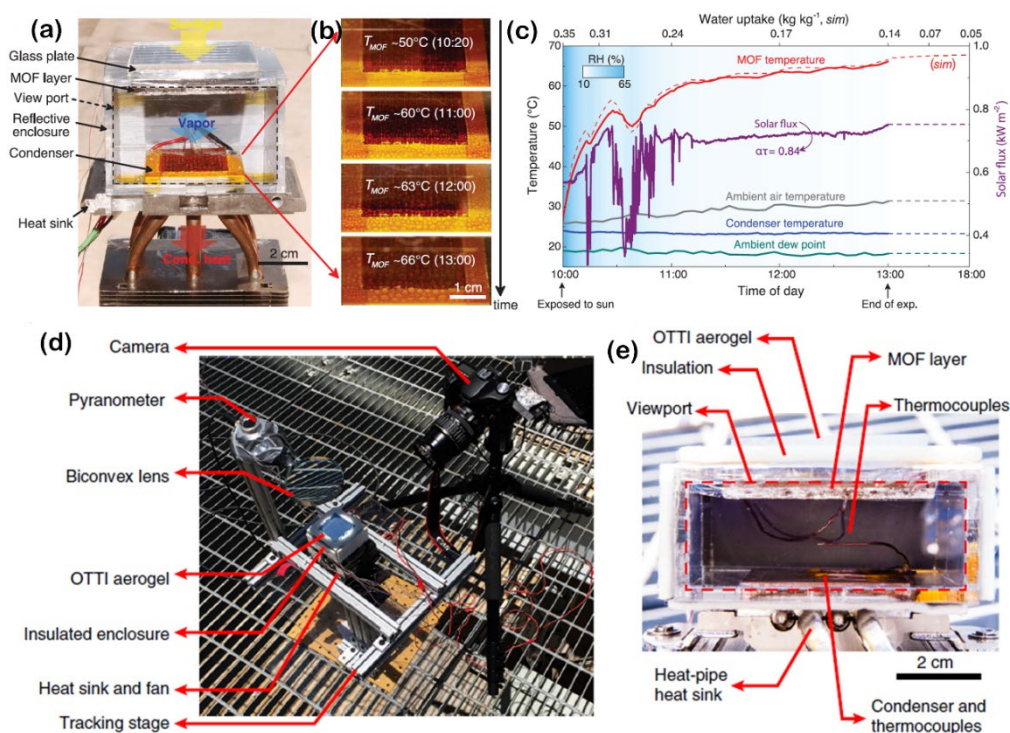 (a)
Sunlight
Glass plate
MOF layer
View port
Reflective enclosure
Condenser
Heat sink
Vapor
Cond. heat
2 cm
(b)
T_MOF ~50°C (10:20)
T_MOF ~60°C (11:00)
T_MOF ~63°C (12:00)
T_MOF ~66°C (13:00)
1 cm
time
(c)
Water uptake (kg kg⁻¹, sim)
0.35 0.31 0.24 0.20 0.17 0.14 0.07 0.05
RH (%)
10 65
MOF temperature
(sim)
Solar flux
ατ= 0.84
Ambient air temperature
Condenser temperature
Ambient dew point
Temperature (°C)
70
60
50
40
30
20
Solar flux (kW m⁻²)
1.0
0.8
0.6
0.4
10:00 11:00 12:00 13:00 18:00
Time of day
Exposed to sun
End of exp.
(d)
Camera
Pyranometer
Biconvex lens
OTTI aerogel
Insulated enclosure
Heat sink and fan
Tracking stage
(e)
OTTI aerogel
Insulation
Viewport
MOF layer
Thermocouples
Heat-pipe
heat sink
2 cm
Condenser and
thermocouples